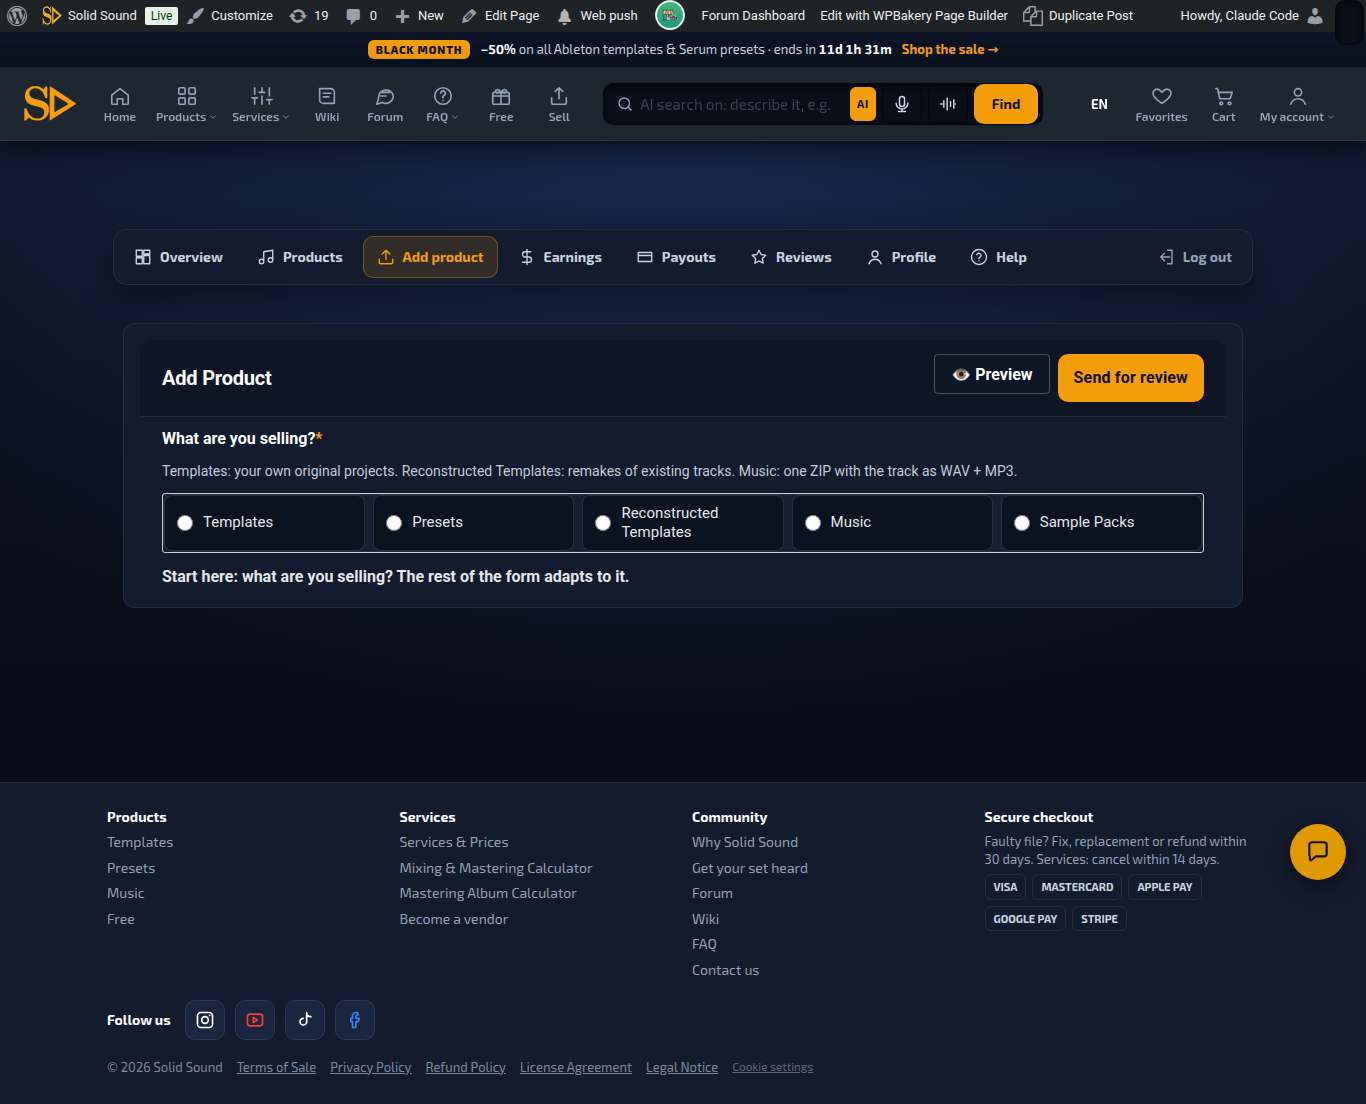 Solid Sound Live Customize 19 0 New Edit Page Web push Forum Dashboard Edit with WPBakery Page Builder Duplicate Post Howdy, Claude Code
BLACK MONTH −50% on all Ableton templates & Serum presets · ends in 11d 1h 31m Shop the sale →
Home Products Services Wiki Forum FAQ Free Sell
AI search on: describe it, e.g. AI Find
EN Favorites Cart My account
Overview Products Add product Earnings Payouts Reviews Profile Help Log out
Add Product
Preview Send for review
What are you selling?*
Templates: your own original projects. Reconstructed Templates: remakes of existing tracks. Music: one ZIP with the track as WAV + MP3.
Templates
Presets
Reconstructed
Templates
Music
Sample Packs
Start here: what are you selling? The rest of the form adapts to it.
Products
Templates
Presets
Music
Free
Services
Services & Prices
Mixing & Mastering Calculator
Mastering Album Calculator
Become a vendor
Community
Why Solid Sound
Get your set heard
Forum
Wiki
FAQ
Contact us
Secure checkout
Faulty file? Fix, replacement or refund within
30 days. Services: cancel within 14 days.
VISA MASTERCARD APPLE PAY
GOOGLE PAY STRIPE
Follow us
© 2026 Solid Sound Terms of Sale Privacy Policy Refund Policy License Agreement Legal Notice Cookie settings